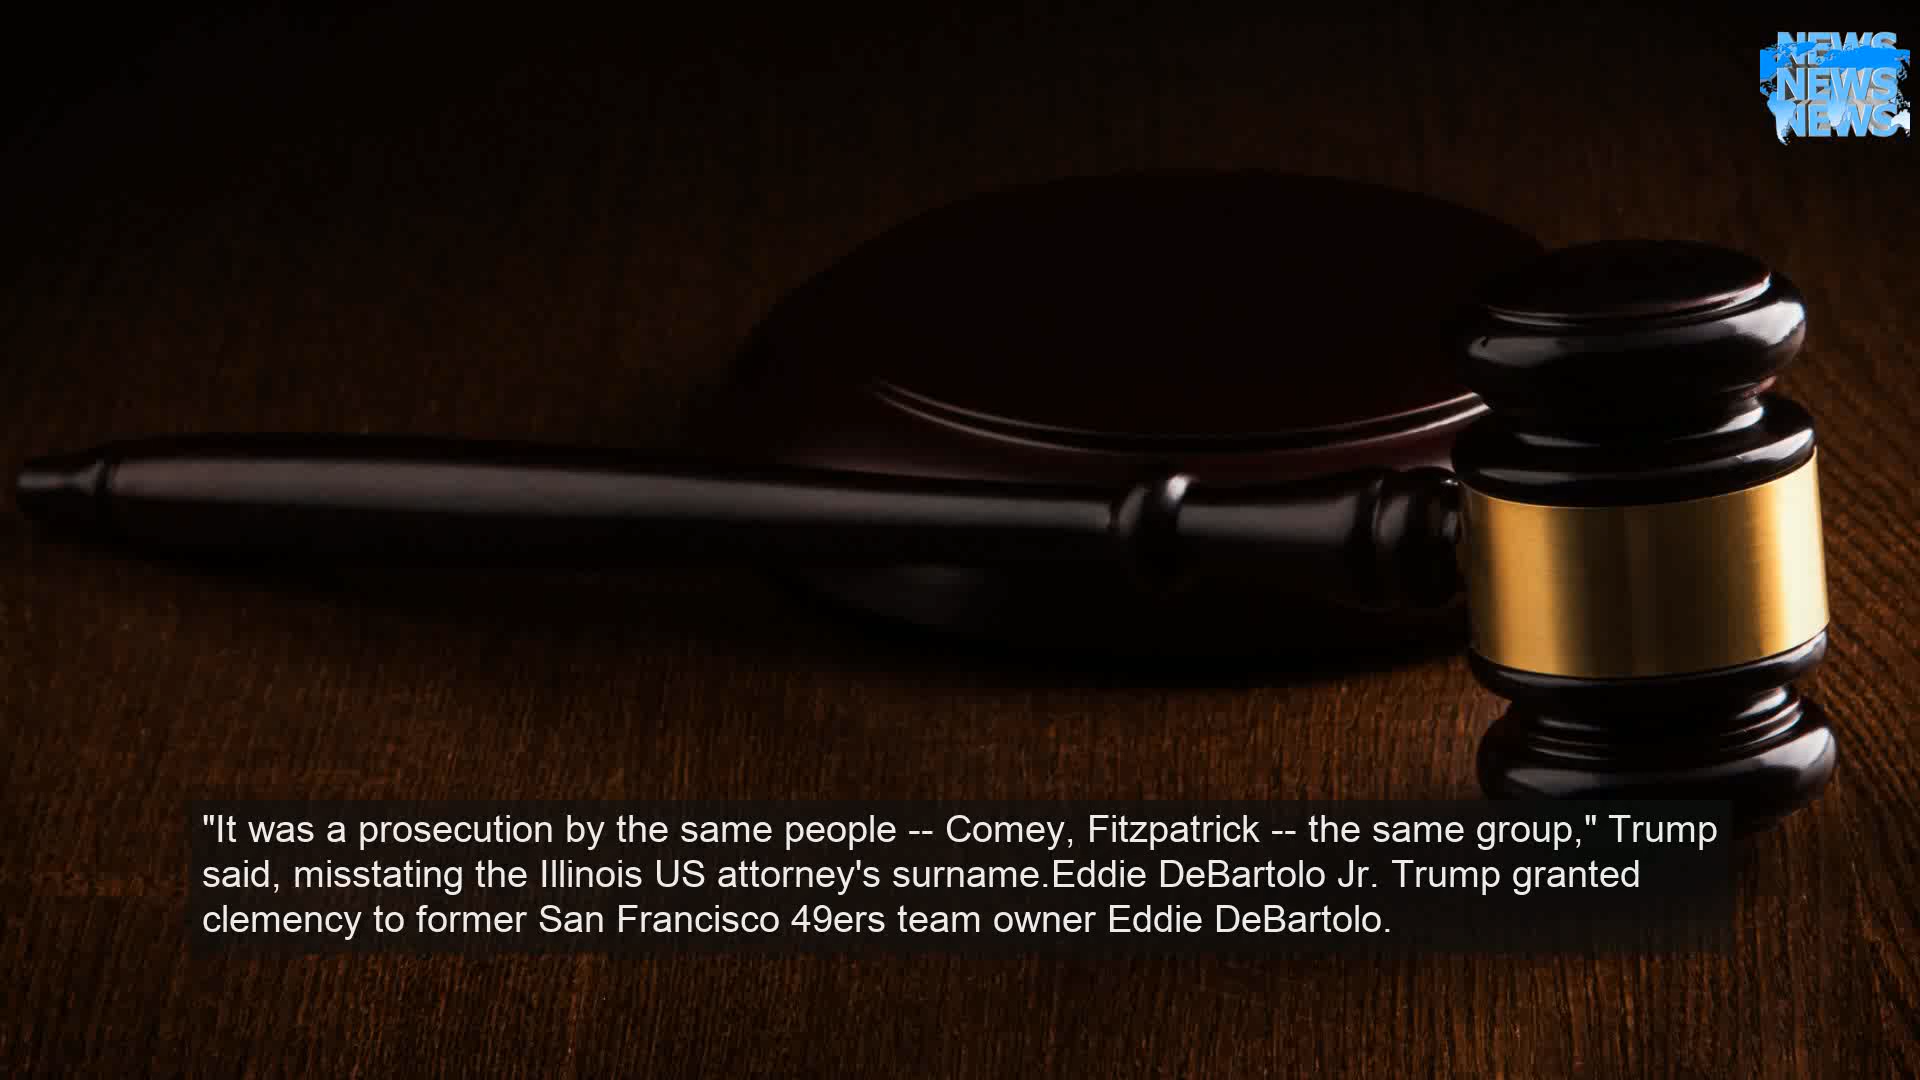 NEWS
NEWS
NEWS
"It was a prosecution by the same people -- Comey, Fitzpatrick -- the same group," Trump
said, misstating the Illinois US attorney's surname.Eddie DeBartolo Jr. Trump granted
clemency to former San Francisco 49ers team owner Eddie DeBartolo.